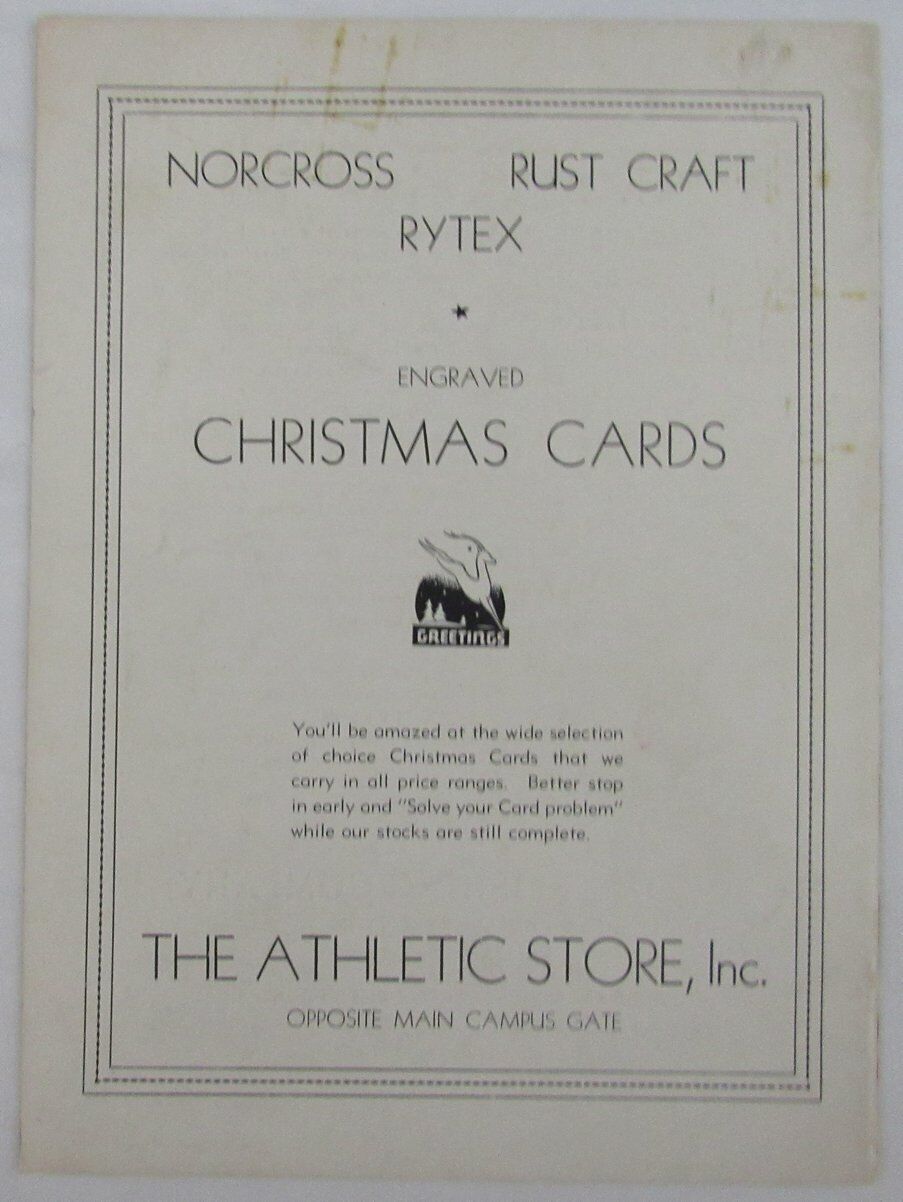 NORCROSS RUST CRAFT
RYTEX
ENGRAVED
CHRISTMAS CARDS
GREETINGS
You'll be amazed at the wide selection
of choice Christmas Cards that we
carry in all price ranges. Better stop
in early and "Solve your Card problem"
while our stocks are still complete.
THE ATHLETIC STORE, Inc.
OPPOSITE MAIN CAMPUS GATE